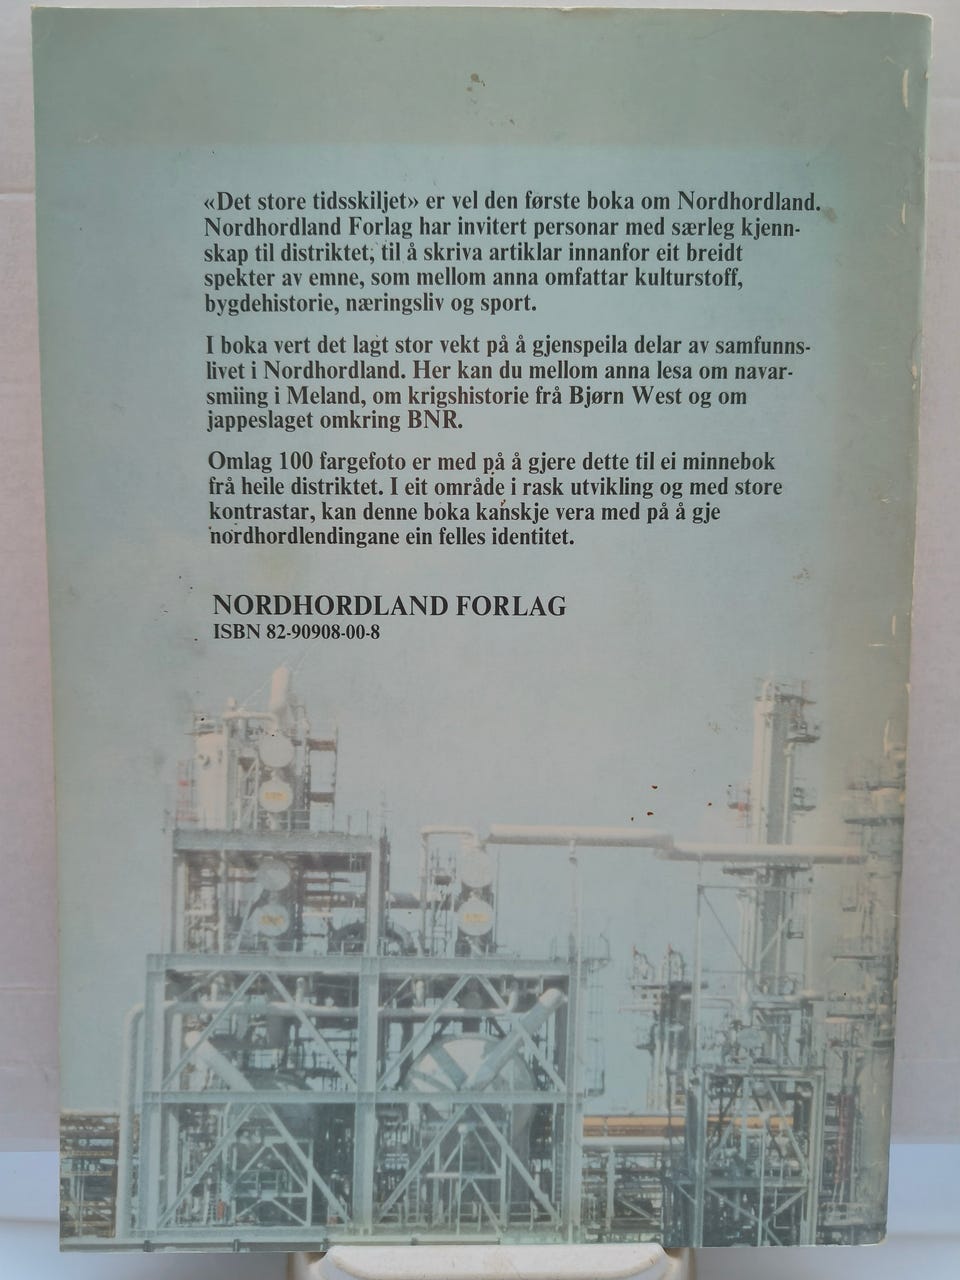 «Det store tidsskiljet» er vel den første boka om Nordhordland.
Nordhordland Forlag har invitert personar med særleg kjenn-
skap til distriktet, til å skriva artiklar innanfor eit breidt
spekter av emne, som mellom anna omfattar kulturstoff,
bygdehistorie, næringsliv og sport.
I boka vert det lagt stor vekt på å gjenspeila delar av samfunns-
livet i Nordhordland. Her kan du mellom anna lesa om navar-
smiing i Meland, om krigshistorie frå Bjørn West og om
jappeslaget omkring BNR.
Omlag 100 fargefoto er med på å gjere dette til ei minnebok
frå heile distriktet. I eit område i rask utvikling og med store
kontrastar, kan denne boka kanskje vera med på å gje
nordhordlendingane ein felles identitet.
NORDHORDLAND FORLAG
ISBN 82-90908-00-8